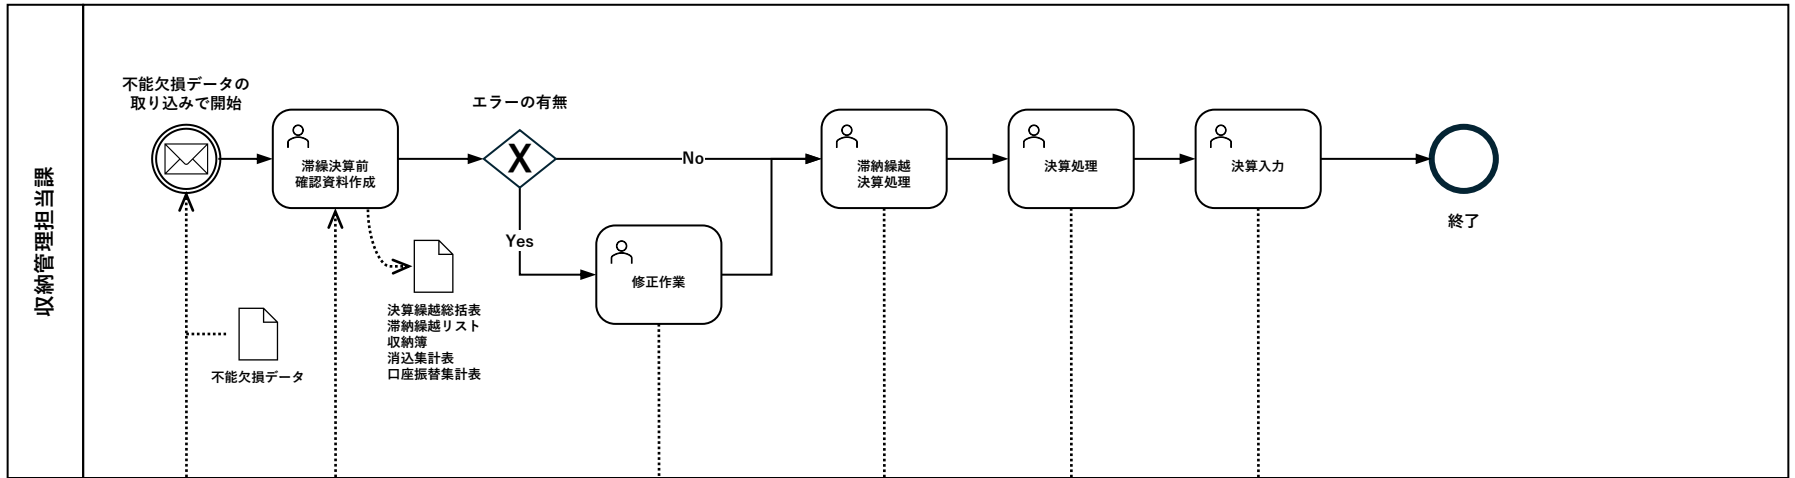 収納管理担当課
不能欠損データの
取り込みで開始
滞繰決算前
確認資料作成
エラーの有無
X
No
Yes
修正作業
滞納繰越
決算処理
決算処理
決算入力
終了
不能欠損データ
決算繰越総括表
滞納繰越リスト
収納簿
消込集計表
口座振替集計表